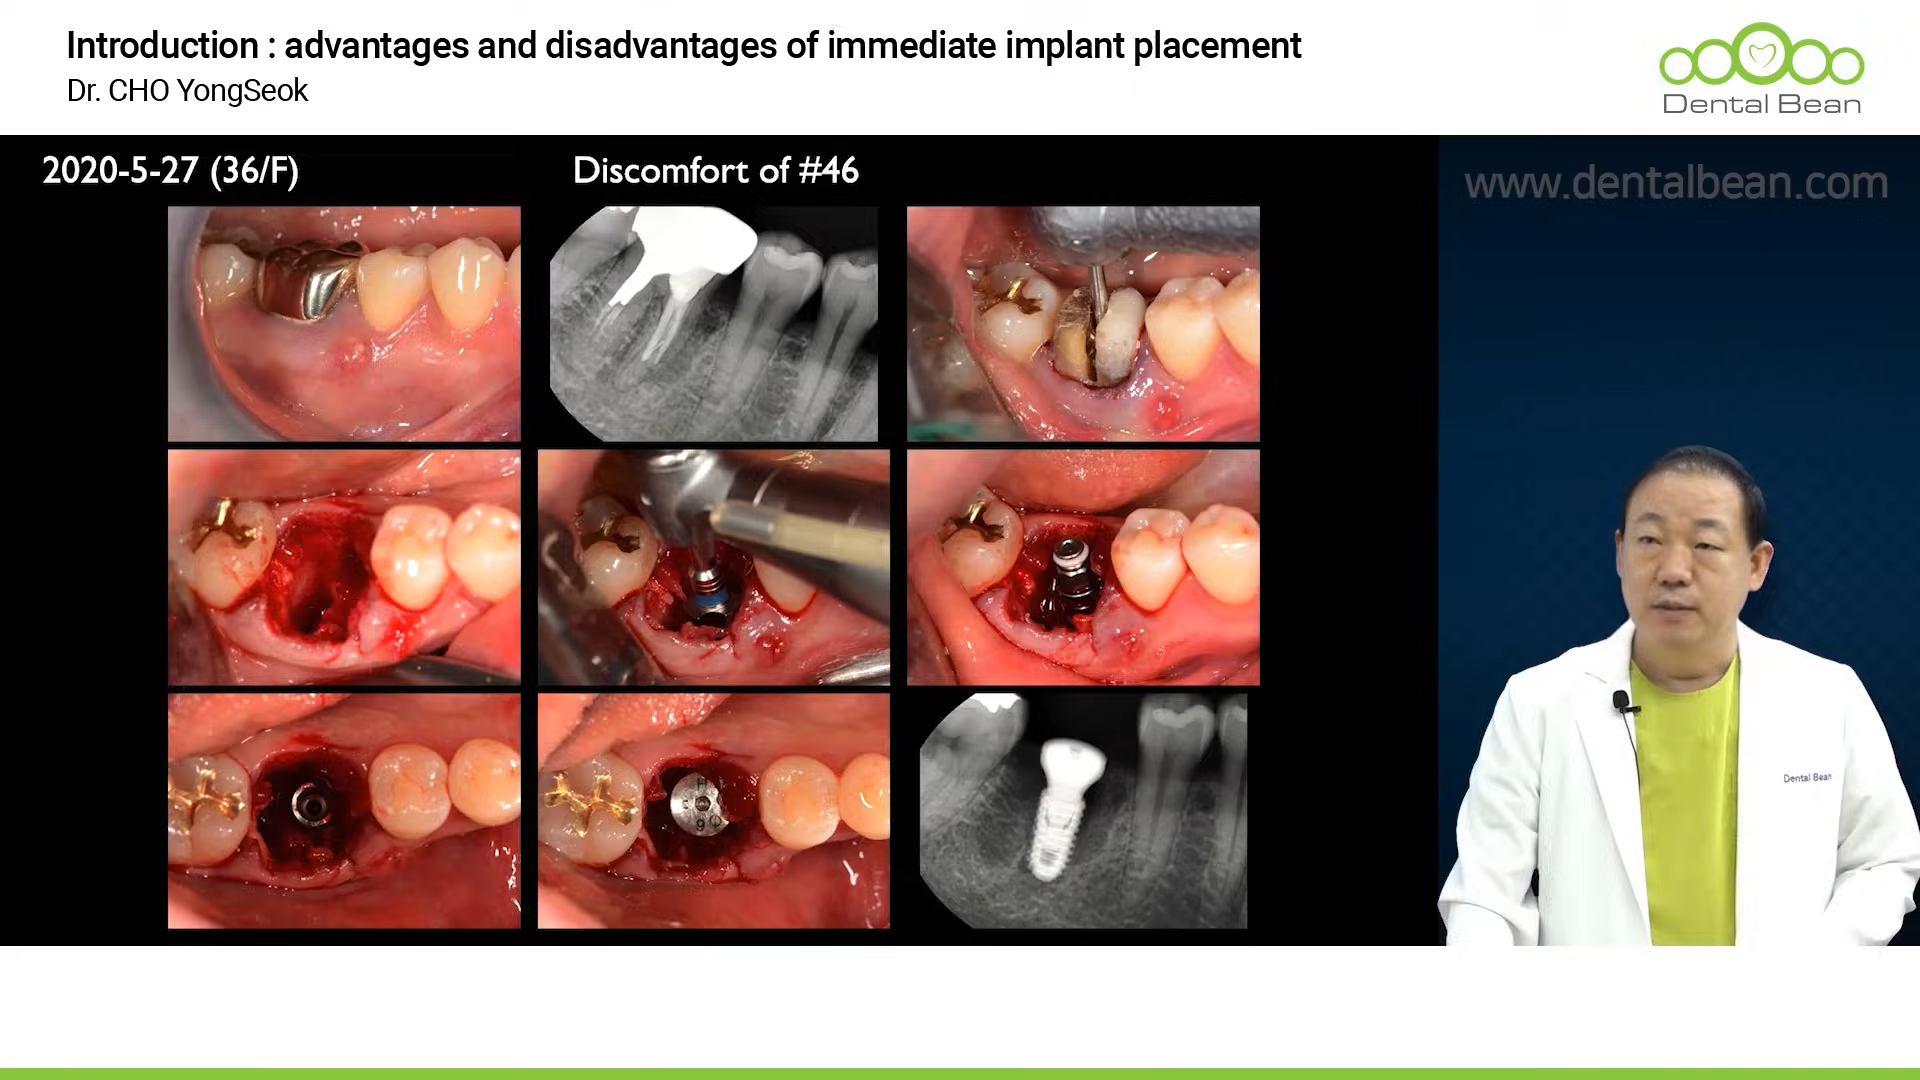 Introduction : advantages and disadvantages of immediate implant placement
Dr. CHO YongSeok
Dental Bean
2020-5-27 (36/F)
Discomfort of #46
www.dentalbean.com
Dental Bean